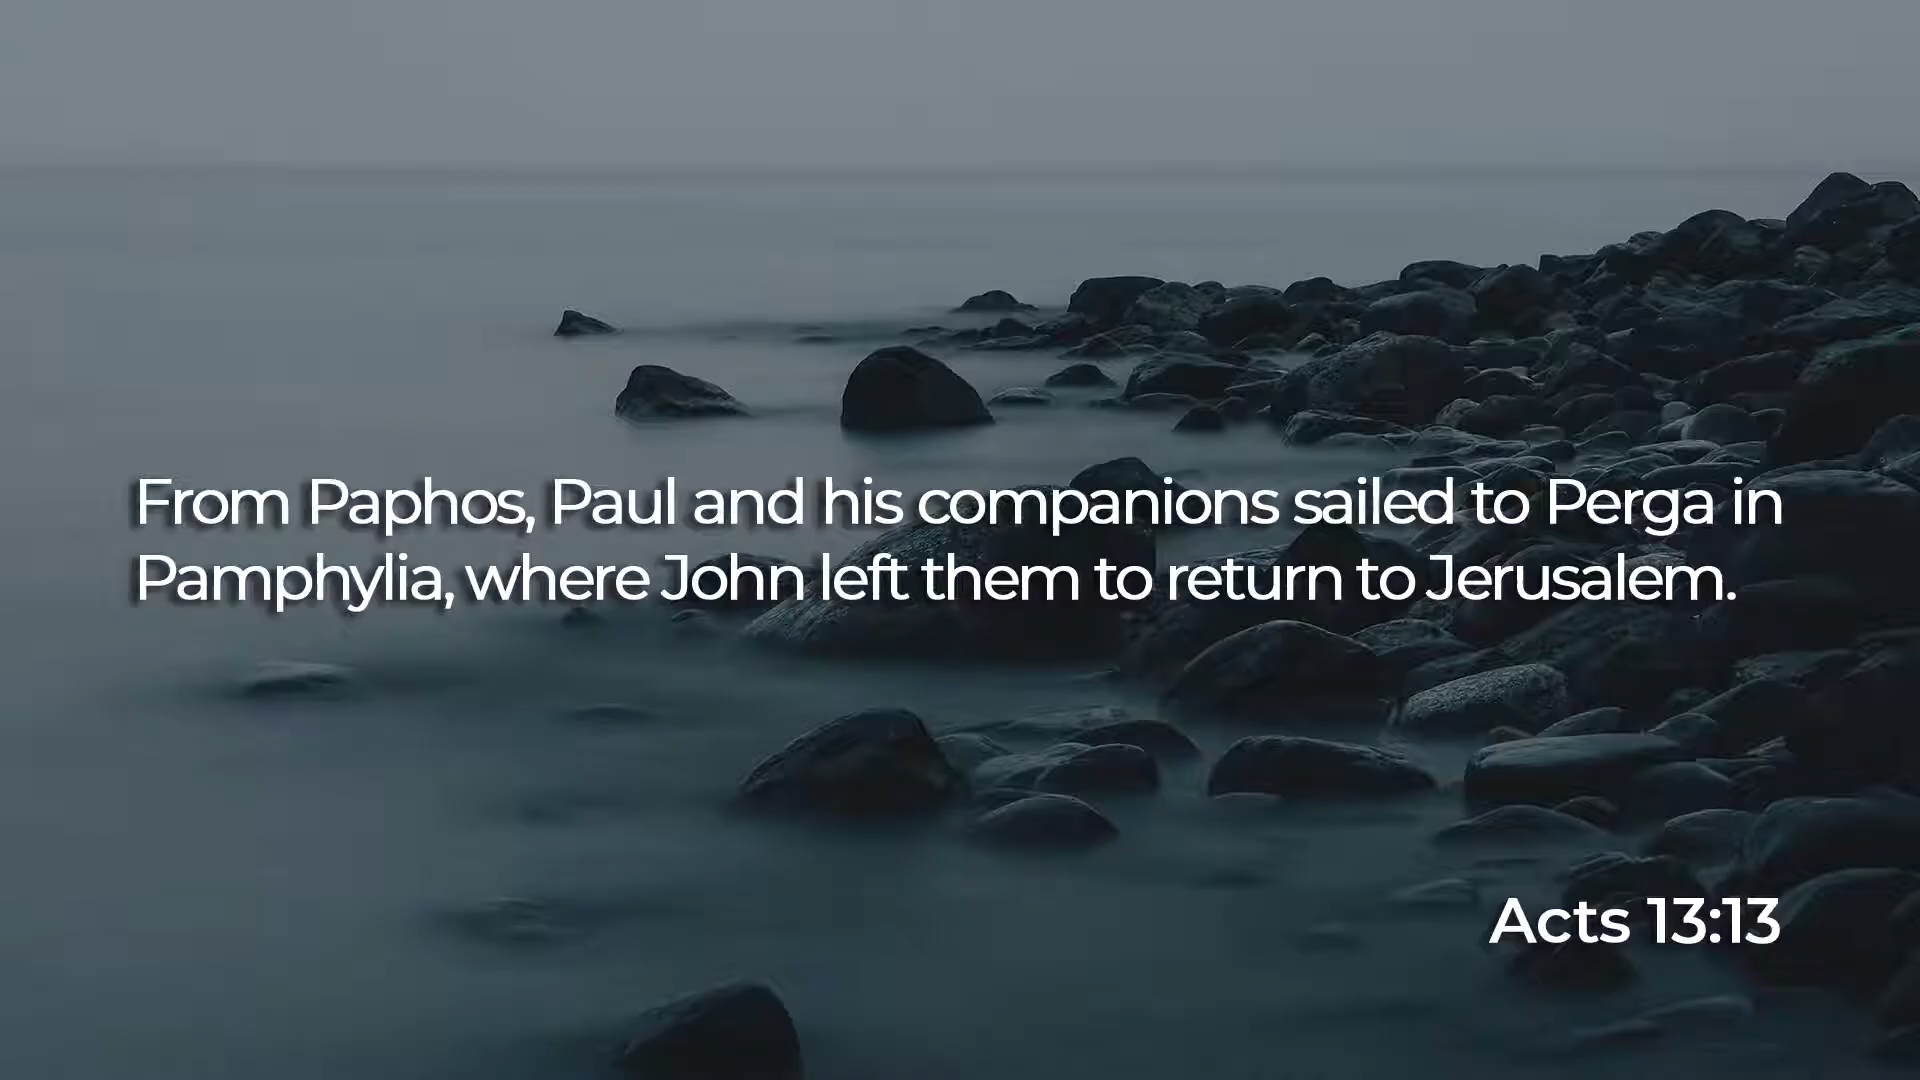 From Paphos, Paul and his companions sailed to Perga in
Pamphylia, where John left them to return to Jerusalem.
Acts 13:13